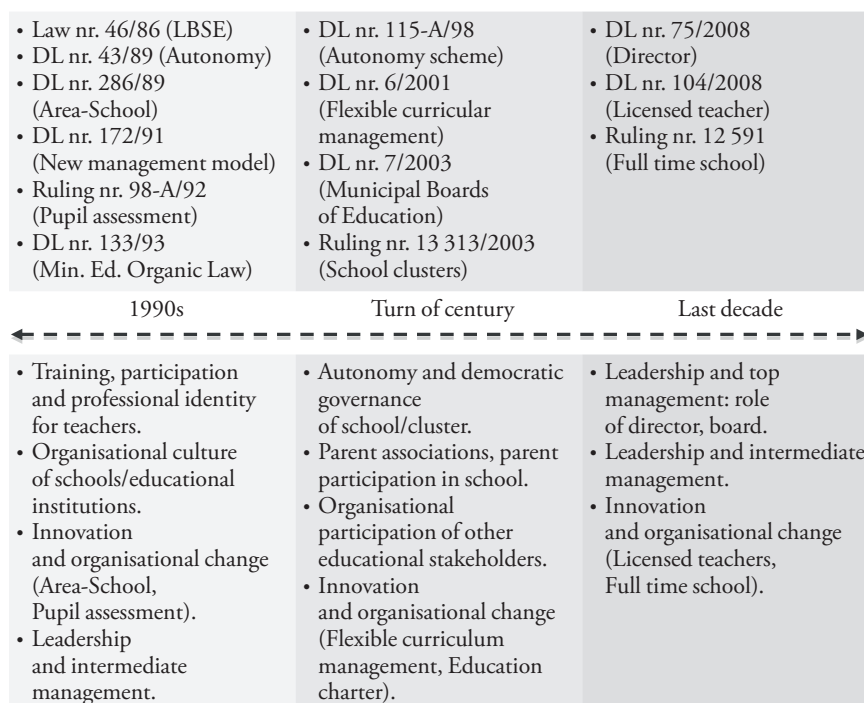 • Law nr. 46/86 (LBSE)
• DL nr. 43/89 (Autonomy)
• DL nr. 286/89
(Area-School)
• DL nr. 172/91
(New management model)
• Ruling nr. 98-A/92
(Pupil assessment)
• DL nr. 133/93
(Min. Ed. Organic Law)
• DL nr. 115-A/98
(Autonomy scheme)
• DL nr. 6/2001
(Flexible curricular
management)
• DL nr. 7/2003
(Municipal Boards
of Education)
• Ruling nr. 13 313/2003
(School clusters)
• DL nr. 75/2008
(Director)
• DL nr. 104/2008
(Licensed teacher)
• Ruling nr. 12 591
(Full time school)
1990s
Turn of century
Last decade
• Training, participation
and professional identity
for teachers.
• Organisational culture
of schools/educational
institutions.
• Innovation
and organisational change
(Area-School,
Pupil assessment).
• Leadership
and intermediate
management.
• Autonomy and democratic
governance
of school/cluster.
• Parent associations, parent
participation in school.
• Organisational
participation of other
educational stakeholders.
• Innovation
and organisational change
(Flexible curriculum
management, Education
charter).
• Leadership and top
management: role
of director, board.
• Leadership and intermediate
management.
• Innovation
and organisational change
(Licensed teachers,
Full time school).